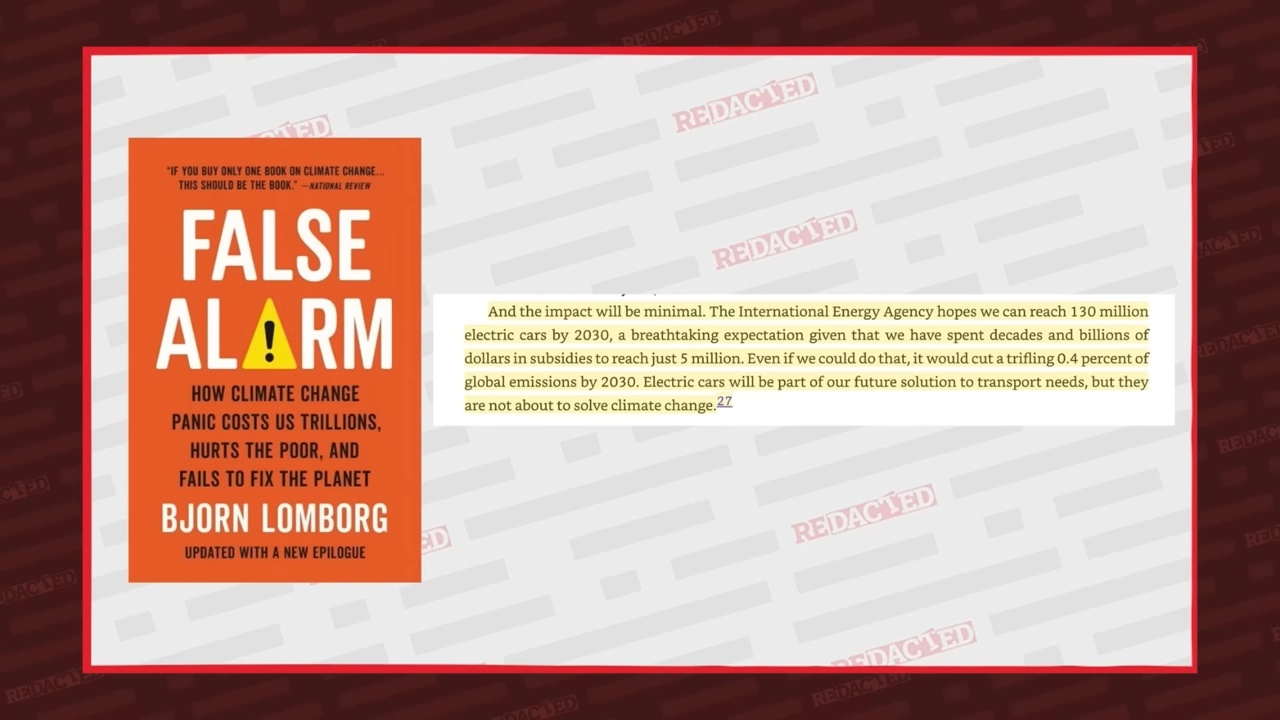 "IF YOU BUY ONLY ONE BOOK ON CLIMATE CHANGE...
THIS SHOULD BE THE BOOK." —NATIONAL REVIEW
FALSE
ALARM
HOW CLIMATE CHANGE
PANIC COSTS US TRILLIONS,
HURTS THE POOR, AND
FAILS TO FIX THE PLANET
BJORN LOMBORG
UPDATED WITH A NEW EPILOGUE
And the impact will be minimal. The International Energy Agency hopes we can reach 130 million
electric cars by 2030, a breathtaking expectation given that we have spent decades and billions of
dollars in subsidies to reach just 5 million. Even if we could do that, it would cut a trifling 0.4 percent of
global emissions by 2030. Electric cars will be part of our future solution to transport needs, but they
are not about to solve climate change.27
REDACTED
REDACTED
REDACTED
REDACTED